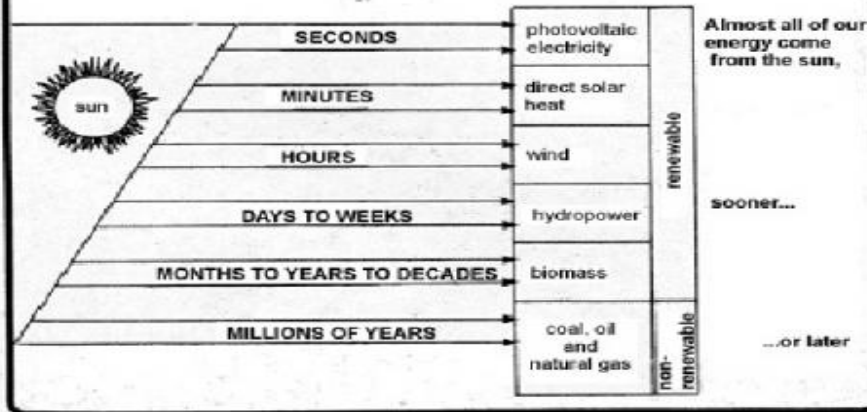 SECONDS
photovoltaic
electricity
Almost all of our
energy come
from the sun,
sun
MINUTES
direct solar
heat
HOURS
wind
renewable
DAYS TO WEEKS
hydropower
sooner...
MONTHS TO YEARS TO DECADES
biomass
MILLIONS OF YEARS
coal, oil
and
natural gas
non-
renewable
...or later